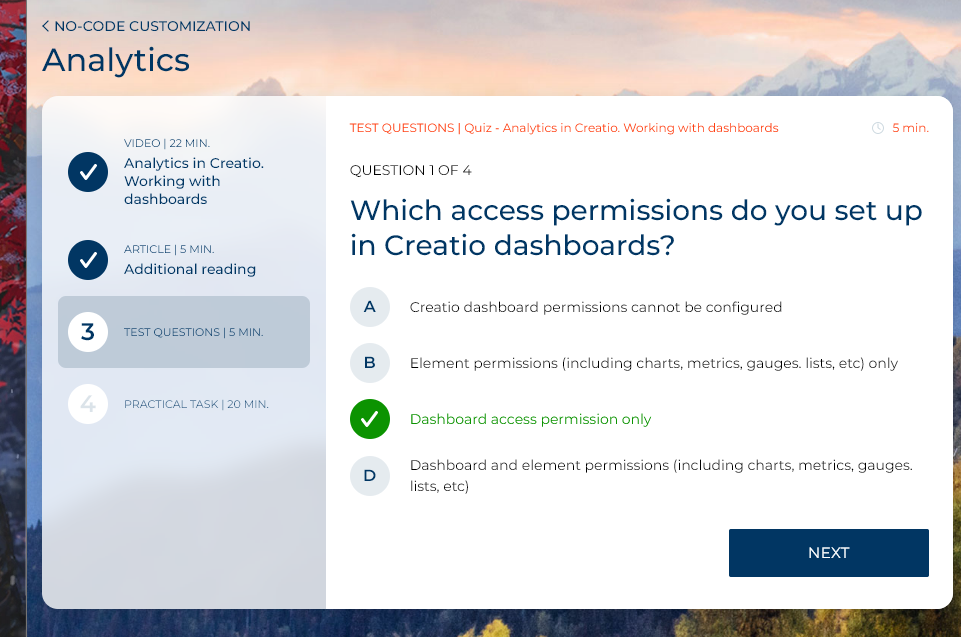 NO-CODE CUSTOMIZATION
Analytics
VIDEO | 22 MIN.
Analytics in Creatio.
Working with
dashboards
ARTICLE | 5 MIN.
Additional reading
3
TEST QUESTIONS | 5 MIN.
4
PRACTICAL TASK | 20 MIN.
TEST QUESTIONS | Quiz - Analytics in Creatio. Working with dashboards
5 min.
QUESTION 1 OF 4
Which access permissions do you set up
in Creatio dashboards?
A
Creatio dashboard permissions cannot be configured
B
Element permissions (including charts, metrics, gauges. lists, etc) only
Dashboard access permission only
D
Dashboard and element permissions (including charts, metrics, gauges.
lists, etc)
NEXT